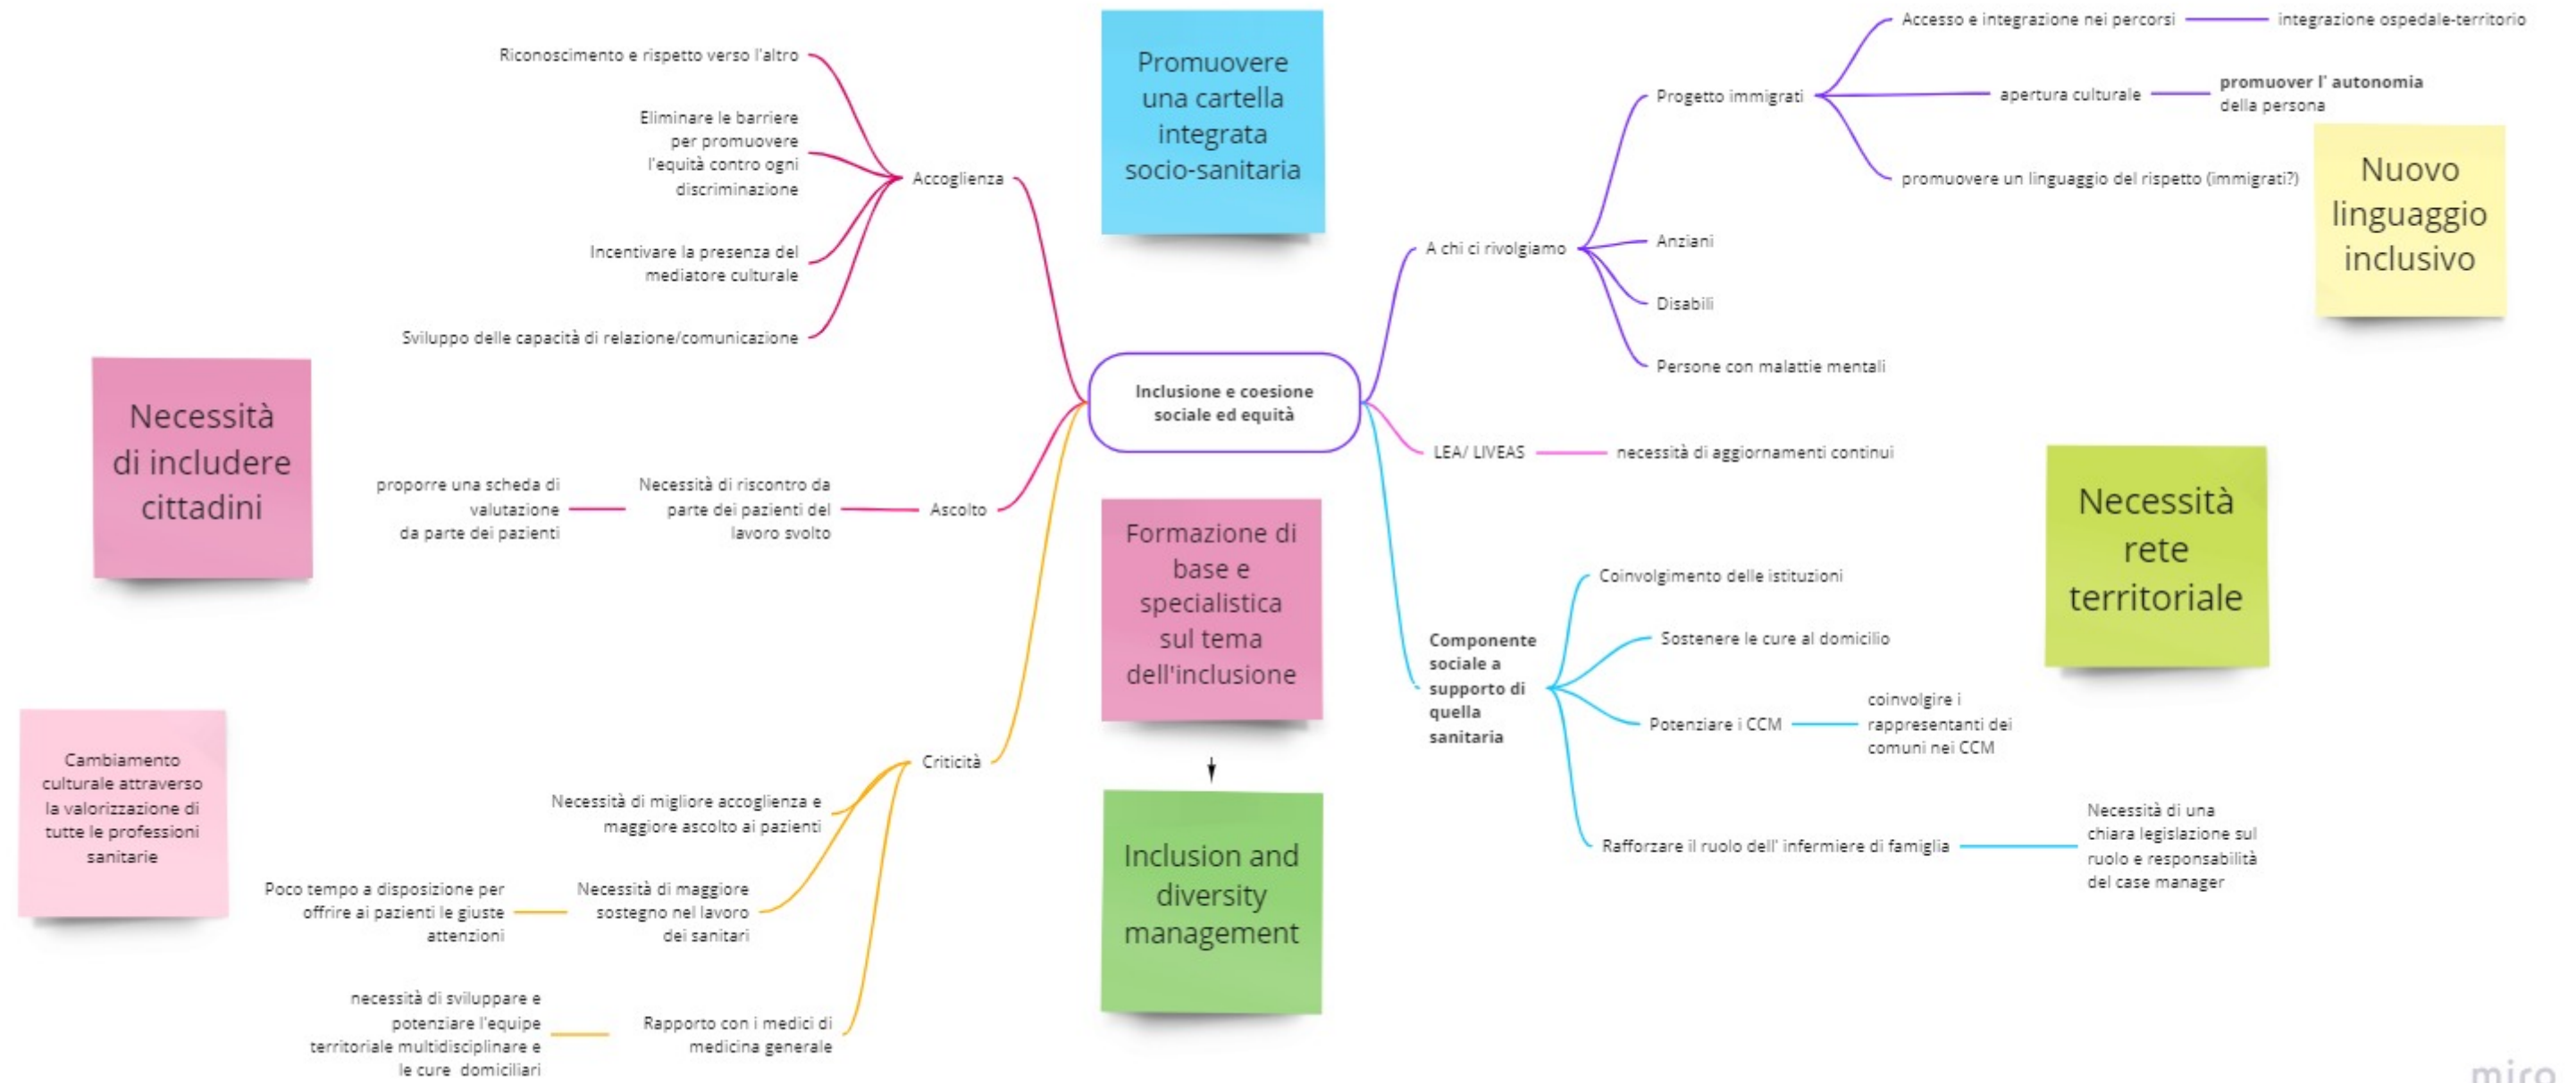 Riconoscimento e rispetto verso l'altro
Eliminare le barriere
per promuovere
l'equità contro ogni
discriminazione
Incentivare la presenza del
mediatore culturale
Sviluppo delle capacità di relazione/comunicazione
Accoglienza
Necessità
di includere
cittadini
proporre una scheda di
valutazione
da parte dei pazienti
Necessità di riscontro da
parte dei pazienti del
lavoro svolto
Ascolto
Cambiamento
culturale attraverso
la valorizzazione di
tutte le professioni
sanitarie
Criticità
Necessità di migliore accoglienza e
maggiore ascolto ai pazienti
Poco tempo a disposizione per
offrire ai pazienti le giuste
attenzioni
Necessità di maggiore
sostegno nel lavoro
dei sanitari
necessità di sviluppare e
potenziare l'equipe
territoriale multidisciplinare e
le cure domiciliari
Rapporto con i medici di
medicina generale
Promuovere
una cartella
integrata
socio-sanitaria
Inclusione e coesione
sociale ed equità
Formazione di
base e
specialistica
sul tema
dell'inclusione
Inclusion and
diversity
management
A chi ci rivolgiamo
Progetto immigrati
Accesso e integrazione nei percorsi
integrazione ospedale-territorio
apertura culturale
promuover l' autonomia
della persona
promuovere un linguaggio del rispetto (immigrati?)
Nuovo
linguaggio
inclusivo
Anziani
Disabili
Persone con malattie mentali
LEA/ LIVEAS
necessità di aggiornamenti continui
Necessità
rete
territoriale
Componente
sociale a
supporto di
quella
sanitaria
Coinvolgimento delle istituzioni
Sostenere le cure al domicilio
Potenziare i CCM
coinvolgire i
rappresentanti dei
comuni nei CCM
Rafforzare il ruolo dell' infermiere di famiglia
Necessità di una
chiara legislazione sul
ruolo e responsabilità
del case manager
miro